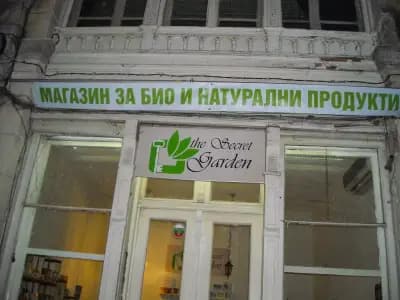 МАГАЗИН ЗА БИО И НАТУРАЛНИ ПРОДУКТИ
the Secret
Garden